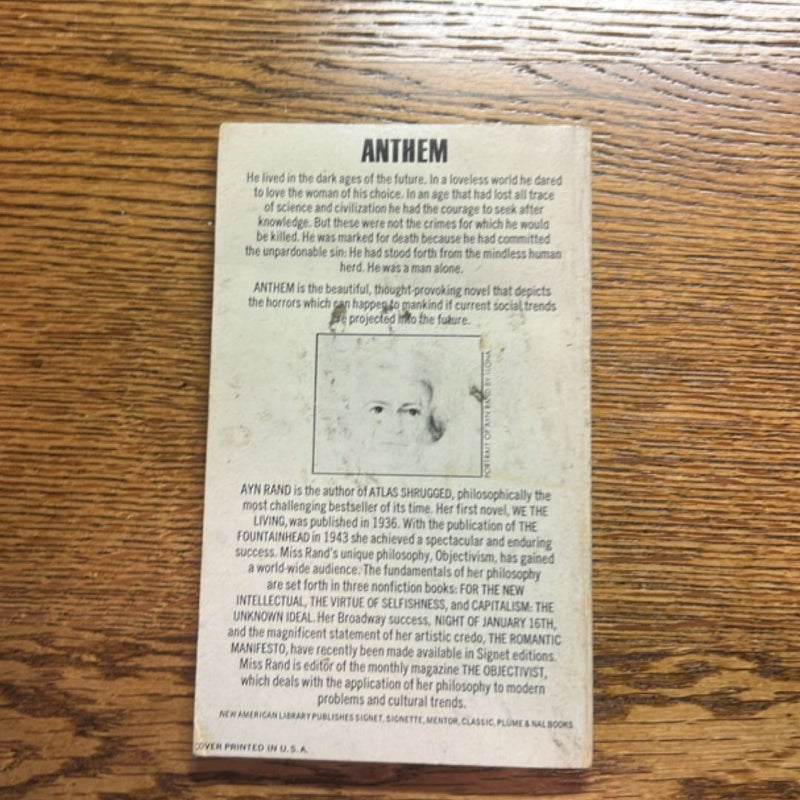 ANTHEM
He lived in the dark ages of the future. In a loveless world he dared
to love the woman of his choice. In an age that had lost all trace
of science and civilization he had the courage to seek after
knowledge. But these were not the crimes for which he would
be killed. He was marked for death because he had committed
the unpardonable sin: He had stood forth from the mindless human
herd. He was a man alone.
ANTHEM is the beautiful, thought-provoking novel that depicts
the horrors which can happen to mankind if current social trends
are projected into the future.
PORTRAIT OF AYN RAND BY ILONA
AYN RAND is the author of ATLAS SHRUGGED, philosophically the
most challenging bestseller of its time. Her first novel, WE THE
LIVING, was published in 1936. With the publication of THE
FOUNTAINHEAD in 1943 she achieved a spectacular and enduring
success. Miss Rand's unique philosophy, Objectivism, has gained
a world-wide audience. The fundamentals of her philosophy
are set forth in three nonfiction books: FOR THE NEW
INTELLECTUAL, THE VIRTUE OF SELFISHNESS, and CAPITALISM: THE
UNKNOWN IDEAL. Her Broadway success, NIGHT OF JANUARY 16TH,
and the magnificent statement of her artistic credo, THE ROMANTIC
MANIFESTO, have recently been made available in Signet editions.
Miss Rand is editor of the monthly magazine THE OBJECTIVIST,
which deals with the application of her philosophy to modern
problems and cultural trends.
NEW AMERICAN LIBRARY PUBLISHES SIGNET, SIGNETTE, MENTOR, CLASSIC, PLUME & NAL BOOKS
COVER PRINTED IN U.S.A.